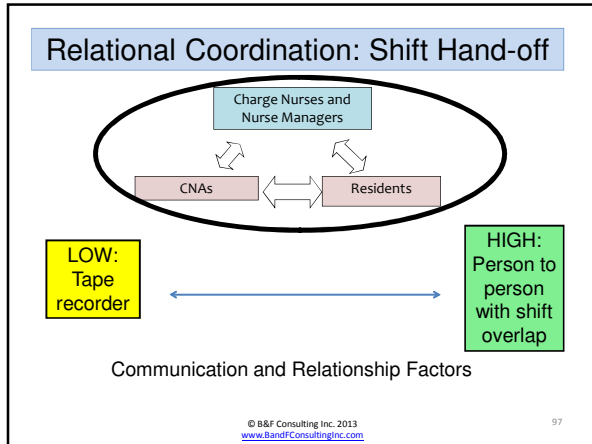 Relational Coordination: Shift Hand-off
Charge Nurses and
Nurse Managers
CNAs
Residents
LOW:
Tape
recorder
HIGH:
Person to
person
with shift
overlap
Communication and Relationship Factors
© B&F Consulting Inc. 2013
www.BandFConsultingInc.com
97